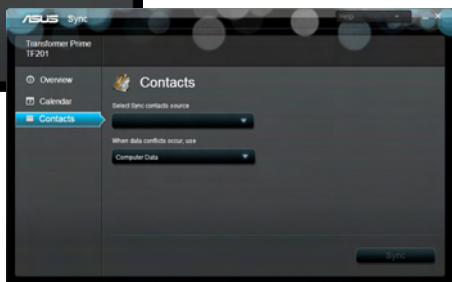 ASUS Sync
Help
Transformer Prime
TF201
Overview
Calendar
Contacts
Contacts
Select Sync contacts source
When data conflicts occur, use
Computer Data
Sync